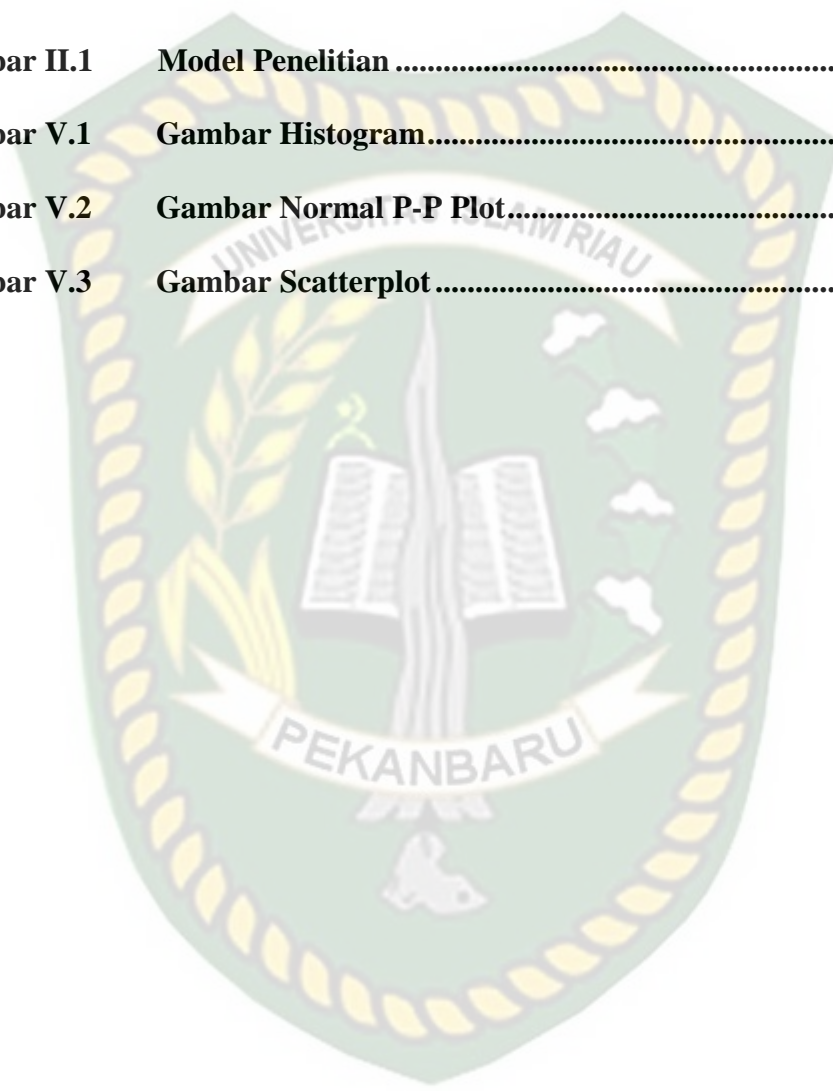 bar II.1 Model Penelitian ........................................................
bar V.1 Gambar Histogram....................................................
bar V.2 Gambar Normal P-P Plot.........................................
bar V.3 Gambar Scatterplot ...................................................
UNIVERSITAS ISLAM RIAU
PEKANBARU